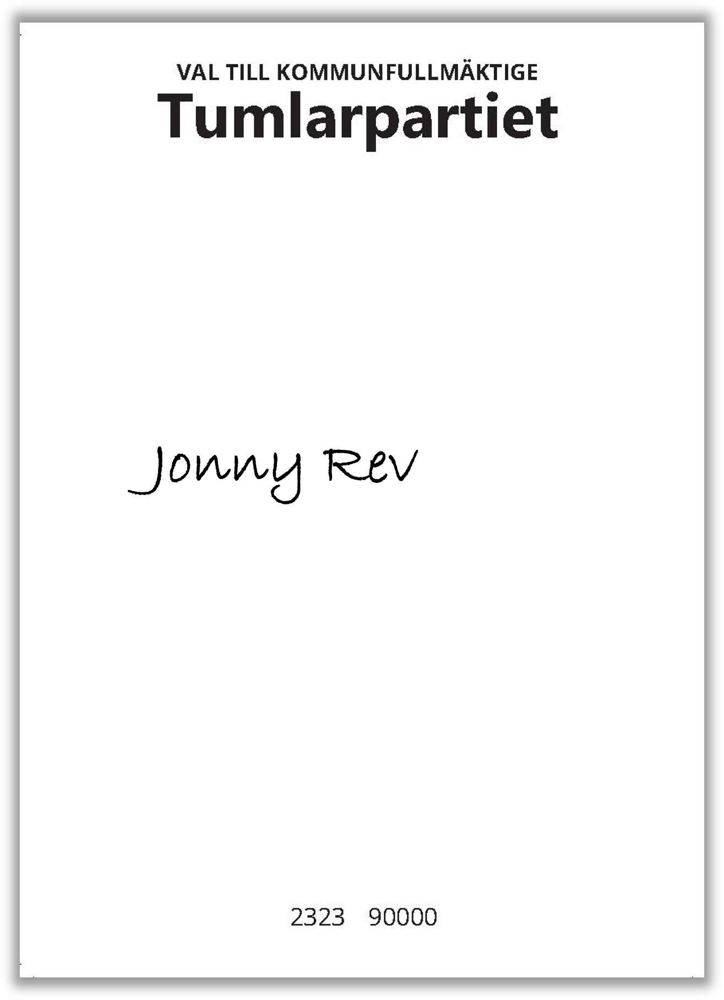 VAL TILL KOMMUNFULLMÄKTIGE
Tumlarpartiet
Jonny Rev
2323 90000